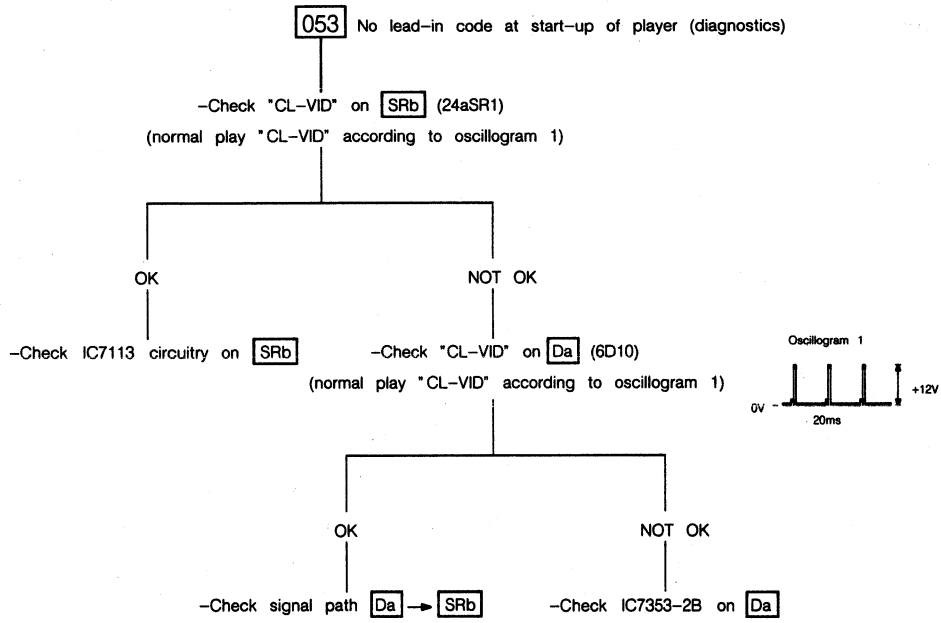 053 No lead-in code at start-up of player (diagnostics)
-Check "CL-VID" on SRb (24aSR1)
(normal play "CL-VID" according to oscillogram 1)
OK
NOT OK
-Check IC7113 circuitry on SRb
-Check "CL-VID" on Da (6D10)
(normal play "CL-VID" according to oscillogram 1)
Oscillogram 1
+12V
0V
20ms
OK
NOT OK
-Check signal path Da → SRb
-Check IC7353-2B on Da